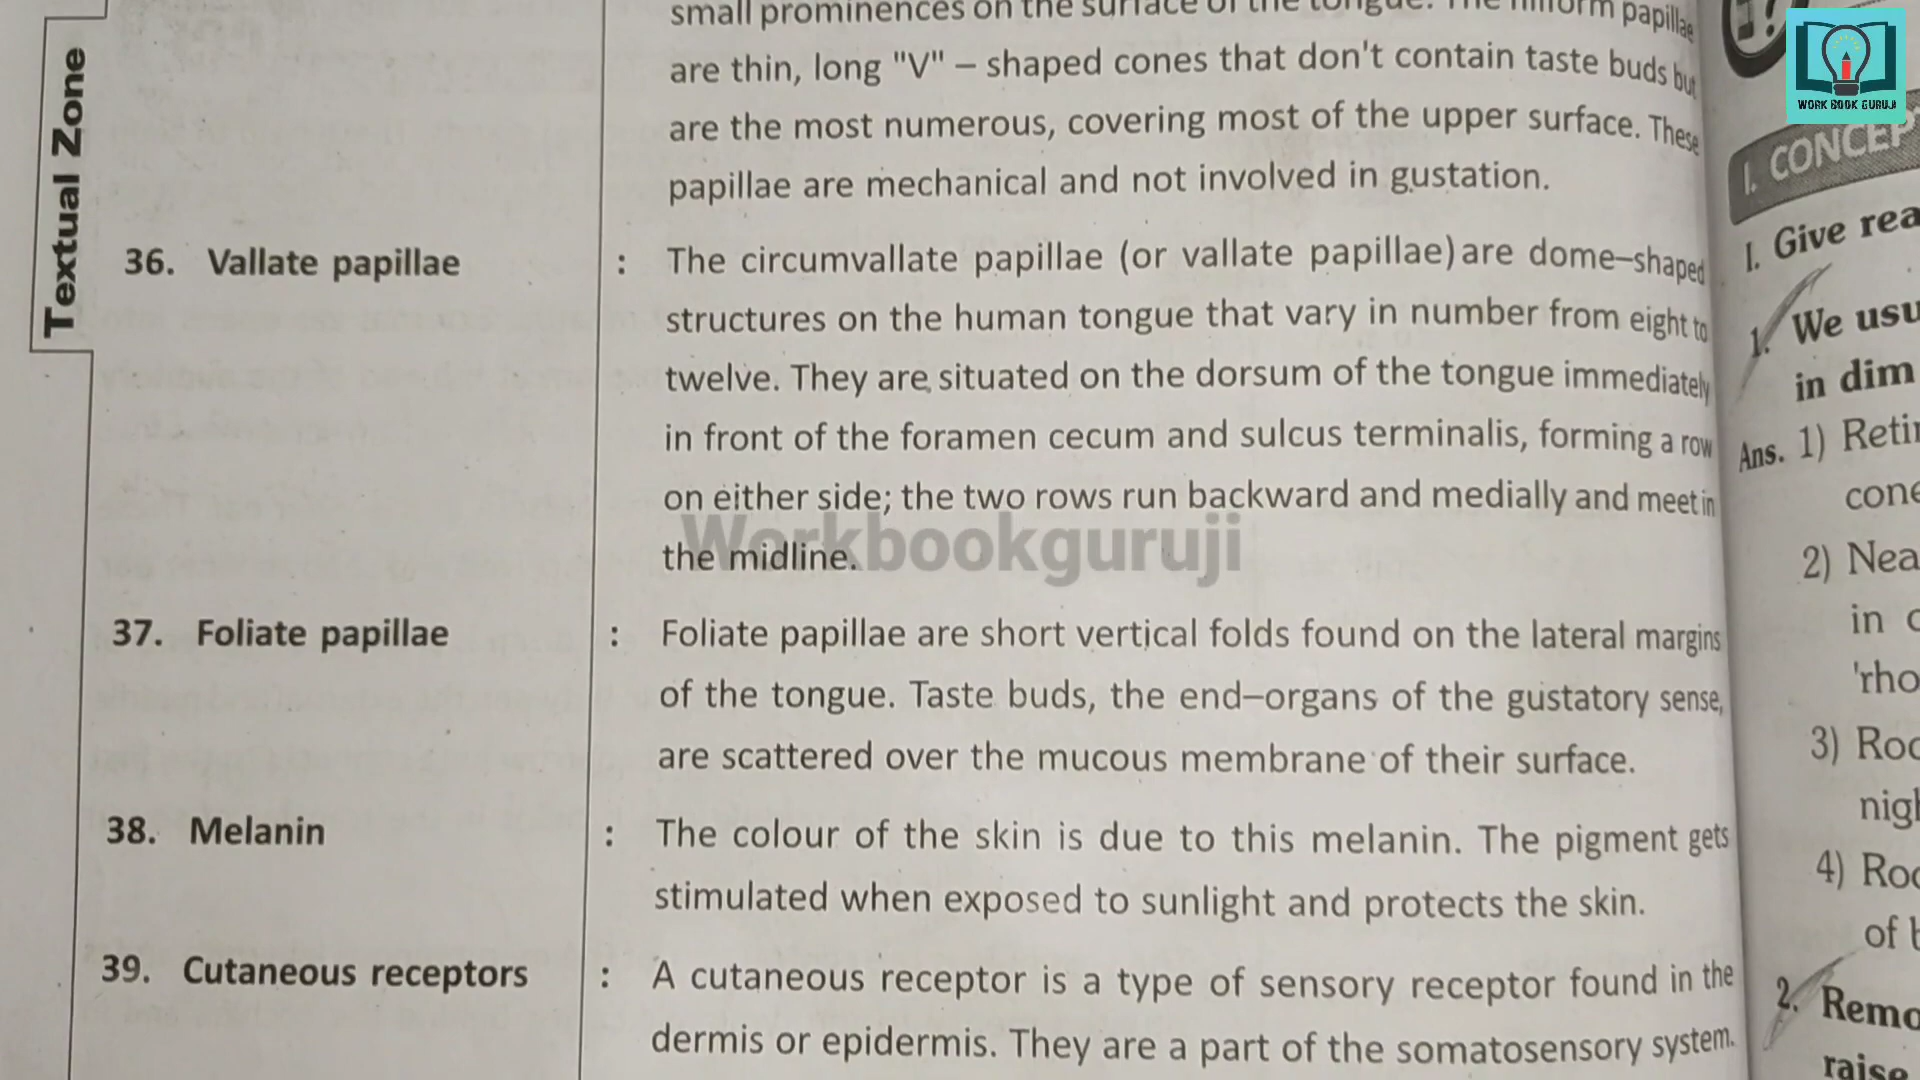 small prominences on the surface of the tongue. The filiform papillae
are thin, long "V" – shaped cones that don't contain taste buds but
are the most numerous, covering most of the upper surface. These
papillae are mechanical and not involved in gustation.
36. Vallate papillae : The circumvallate papillae (or vallate papillae) are dome–shaped
structures on the human tongue that vary in number from eight to
twelve. They are situated on the dorsum of the tongue immediately
in front of the foramen cecum and sulcus terminalis, forming a row
on either side; the two rows run backward and medially and meet in
the midline.
Workbookguruji
37. Foliate papillae : Foliate papillae are short vertical folds found on the lateral margins
of the tongue. Taste buds, the end–organs of the gustatory sense,
are scattered over the mucous membrane of their surface.
38. Melanin : The colour of the skin is due to this melanin. The pigment gets
stimulated when exposed to sunlight and protects the skin.
39. Cutaneous receptors : A cutaneous receptor is a type of sensory receptor found in the
dermis or epidermis. They are a part of the somatosensory system.
Textual Zone
WORK BOOK GURUJI
I. CONCEP
I. Give rea
1. We usu
in dim
Ans. 1) Reti
cone
2) Nea
in
'rho
3) Roo
nigh
4) Roo
of
2. Remo
raise